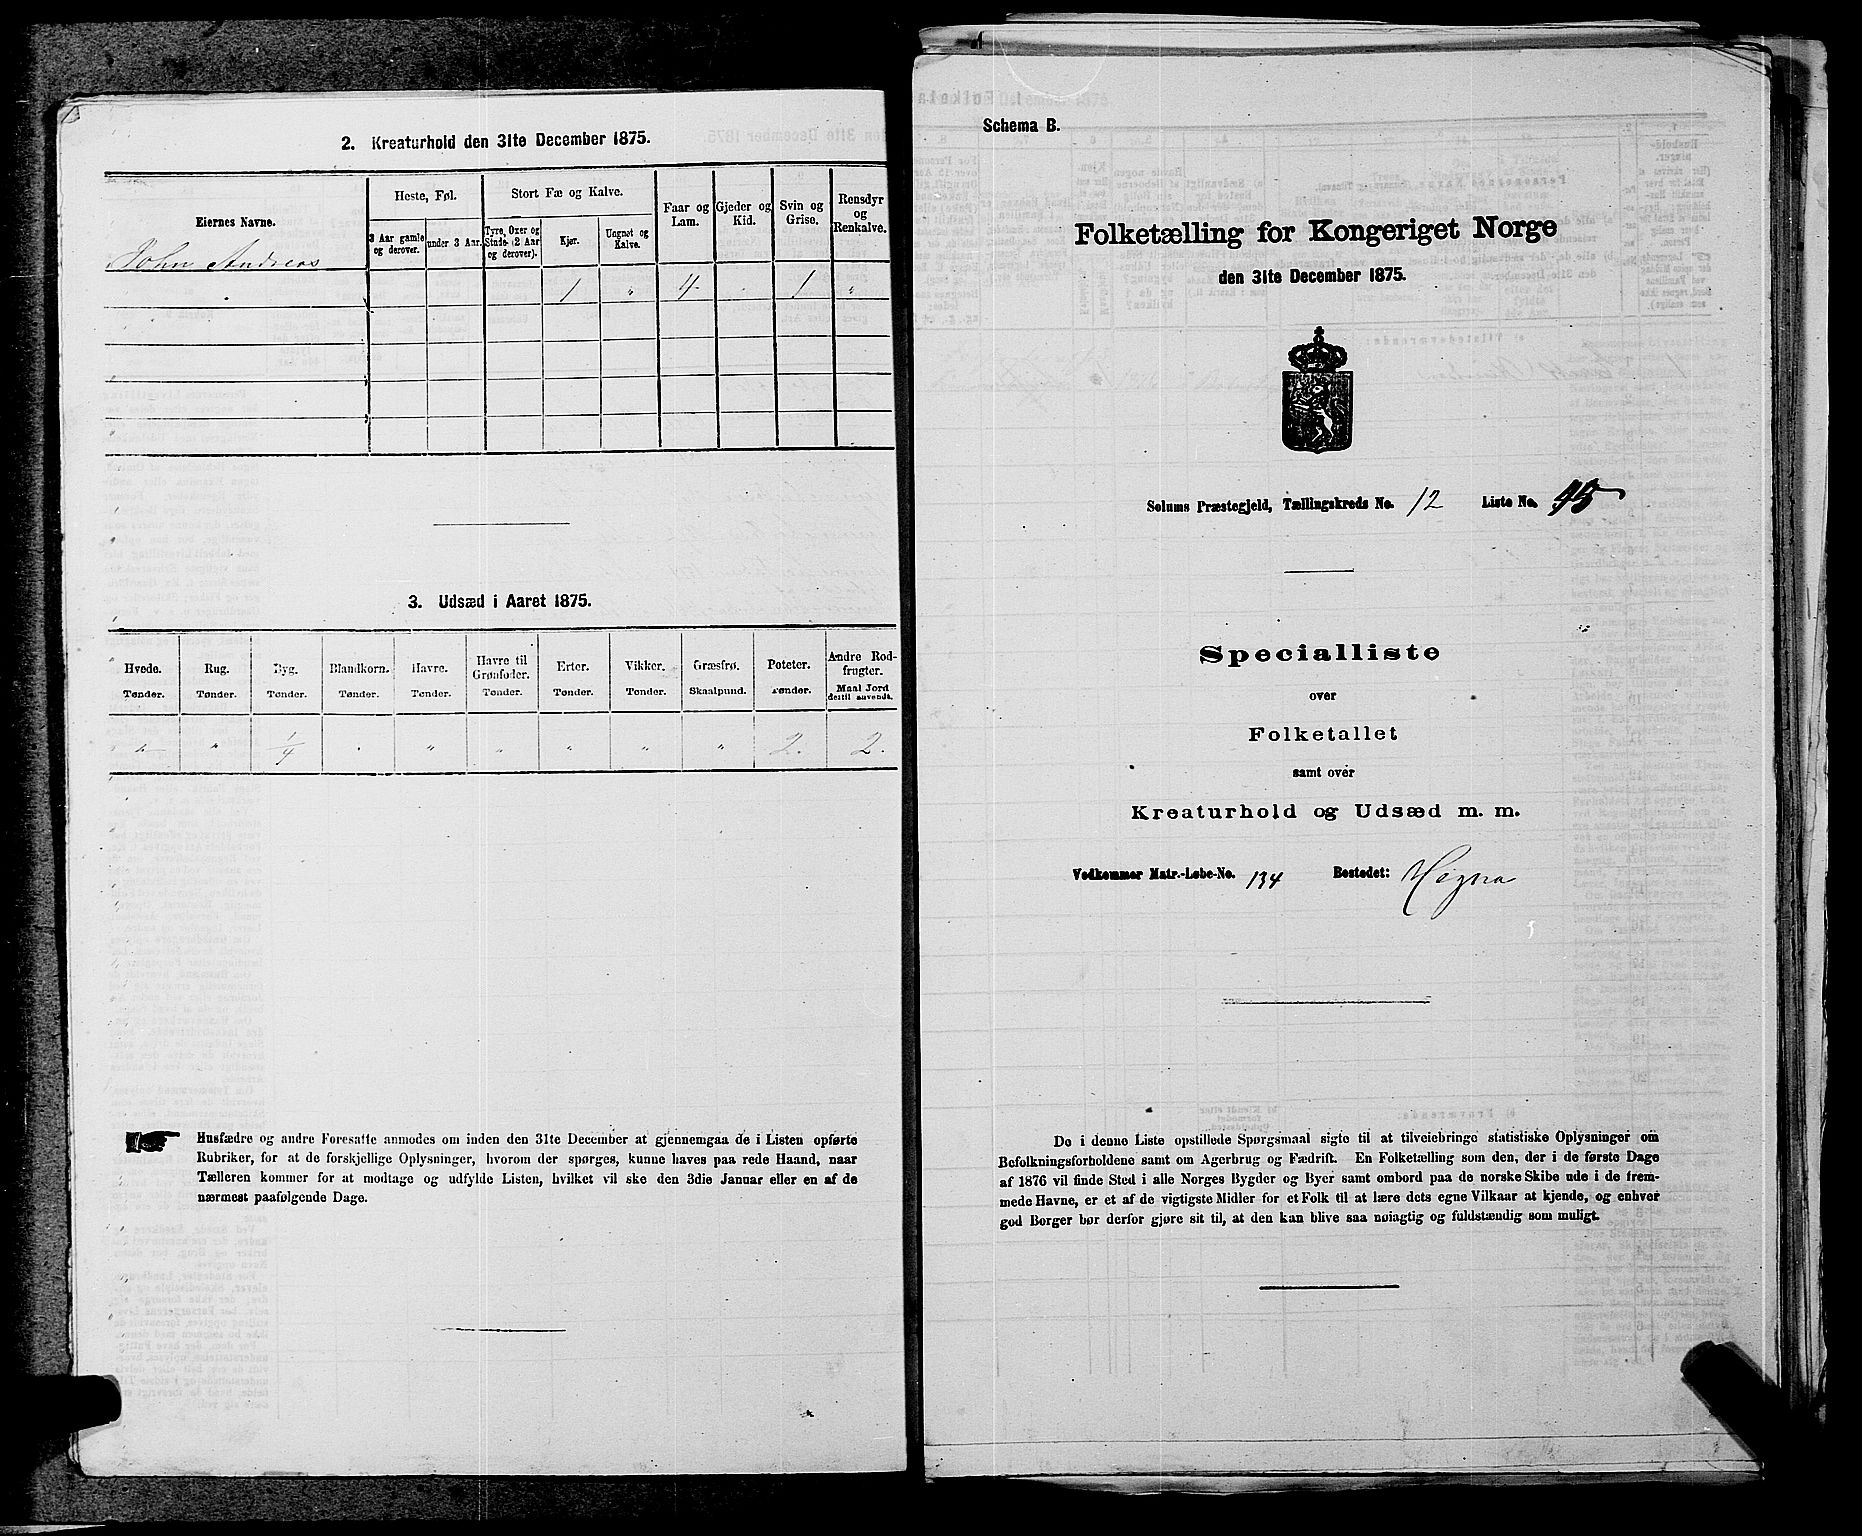 2. Kreaturhold den 31te December 1875.
Eiernes Navne.
Heste, Føl.
Stort Fæ og Kalve.
Faar og Lam.
Gjeder og Kid.
Svin og Grise.
Rensdyr og Renkalve.
3 Aar gamle og derover.
under 3 Aar.
Tyre, Oxer og Stude (2 Aar og derover).
Kjør.
Ungnøt og Kalve.
John Andreas
1 " 4 . 1 "
3. Udsæd i Aaret 1875.
Hvede. Rug. Byg. Blandkorn. Havre. Havre til Grønfoder. Erter. Vikker. Græsfrø. Poteter. Andre Rodfrugter.
Tønder. Tønder. Tønder. Tønder. Tønder. Tønder. Tønder. Tønder. Skaalpund. Tønder. Maal Jord dertil anvendt.
" " 1/4 . " " " " " 2. 2.
Husfædre og andre Foresatte anmodes om inden den 31te December at gjennemgaa de i Listen opførte
Rubriker, for at de forskjellige Oplysninger, hvorom der spørges, kunne haves paa rede Haand, naar
Tælleren kommer for at modtage og udfylde Listen, hvilket vil ske den 3die Januar eller en af de
nærmest paafølgende Dage.
Schema B.
Folketælling for Kongeriget Norge
den 31te December 1875.
Solums Præstegjeld, Tællingskreds No. 12 Liste No.
Specialliste
over
Folketallet
samt over
Kreaturhold og Udsæd m. m.
Vedkommer Matr.-Løbe-No. 134 Bostedet: Høgna
De i denne Liste opstillede Spørgsmaal sigte til at tilveiebringe statistiske Oplysninger om
Befolkningsforholdene samt om Agerbrug og Fædrift. En Folketælling som den, der i de første Dage
af 1876 vil finde Sted i alle Norges Bygder og Byer samt ombord paa de norske Skibe ude i de frem-
mede Havne, er et af de vigtigste Midler for et Folk til at lære dets egne Vilkaar at kjende, og enhver
god Borger bør derfor gjøre sit til, at den kan blive saa nøiagtig og fuldstændig som muligt.